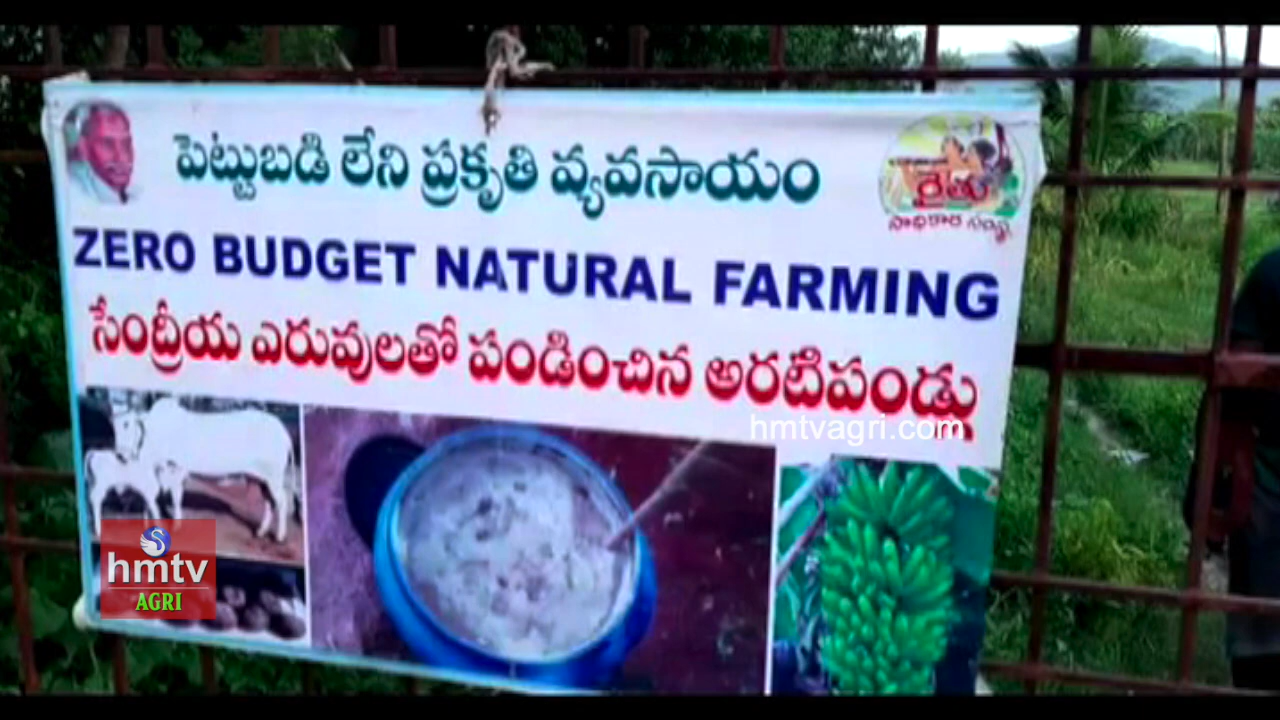 పెట్టుబడి లేని ప్రకృతి వ్యవసాయం
రైతు
సాధికార సంస్థ
ZERO BUDGET NATURAL FARMING
సేంద్రీయ ఎరువులతో పండించిన అరటిపండ్లు
hmtvagri.com
hmtv
AGRI